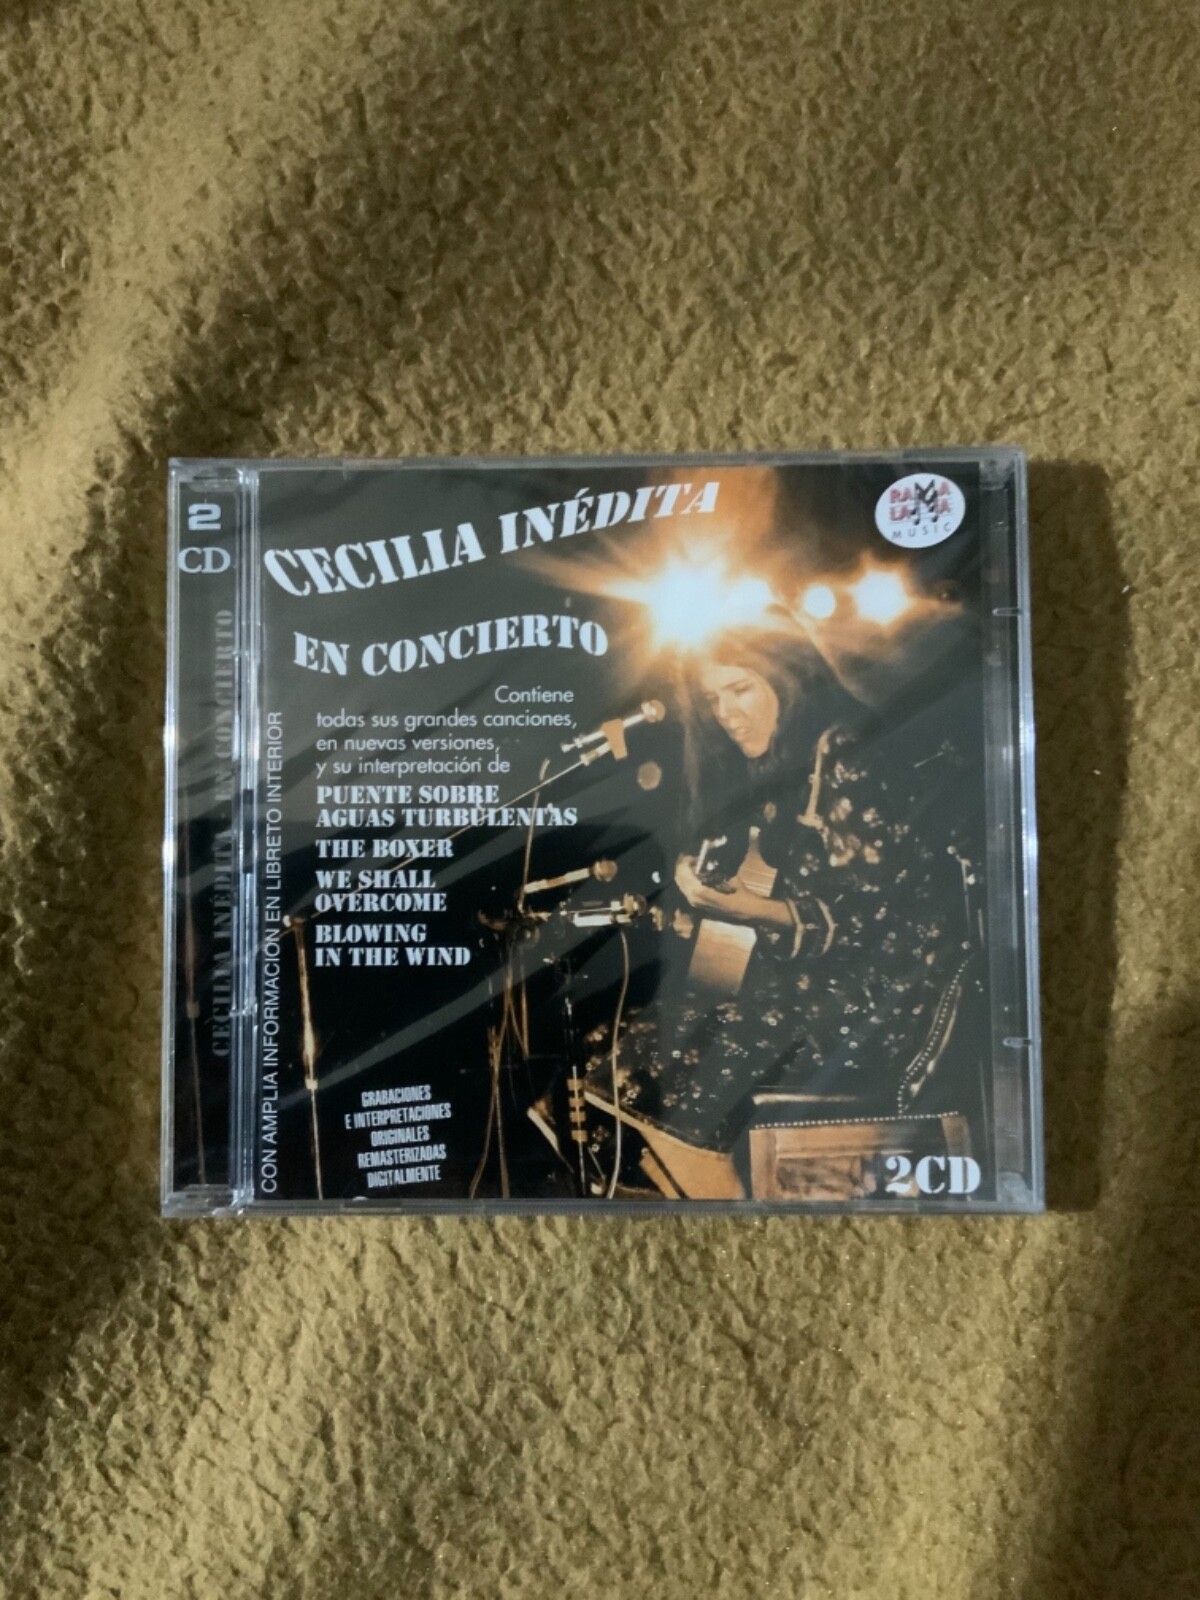 2
CD
CECILIA INÉDITA - EN CONCIERTO
CON AMPLIA INFORMACION EN LIBRETO INTERIOR
CECILIA INÉDITA
EN CONCIERTO
RAMA
LAMA
MUSIC
Contiene
todas sus grandes canciones,
en nuevas versiones,
y su interpretación de
PUENTE SOBRE
AGUAS TURBULENTAS
THE BOXER
WE SHALL
OVERCOME
BLOWING
IN THE WIND
GRABACIONES
E INTERPRETACIONES
ORIGINALES
REMASTERIZADAS
DIGITALMENTE
2CD